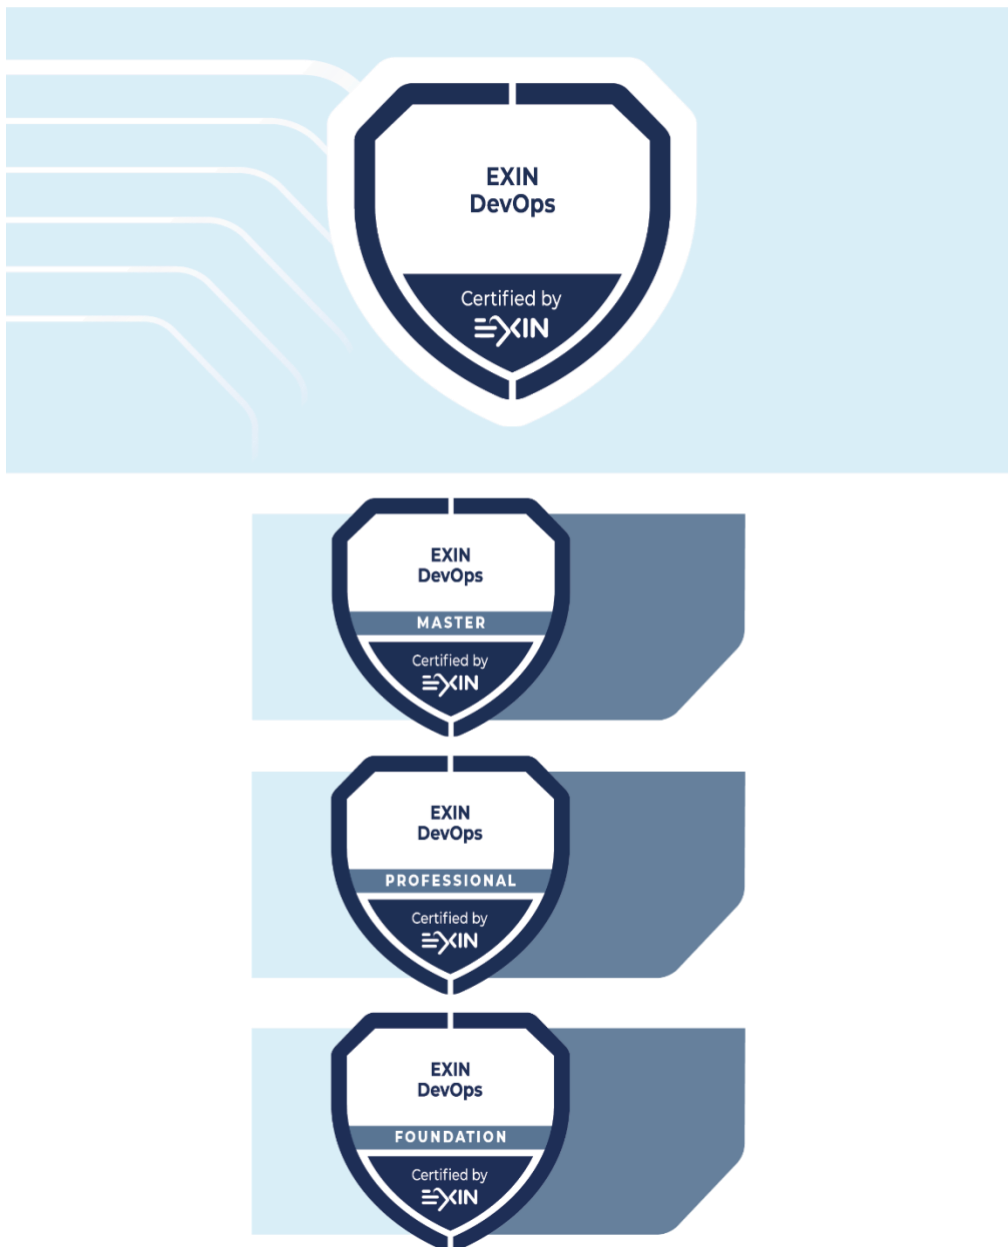 EXIN
DevOps
Certified by
EXIN
EXIN
DevOps
MASTER
Certified by
EXIN
EXIN
DevOps
PROFESSIONAL
Certified by
EXIN
EXIN
DevOps
FOUNDATION
Certified by
EXIN